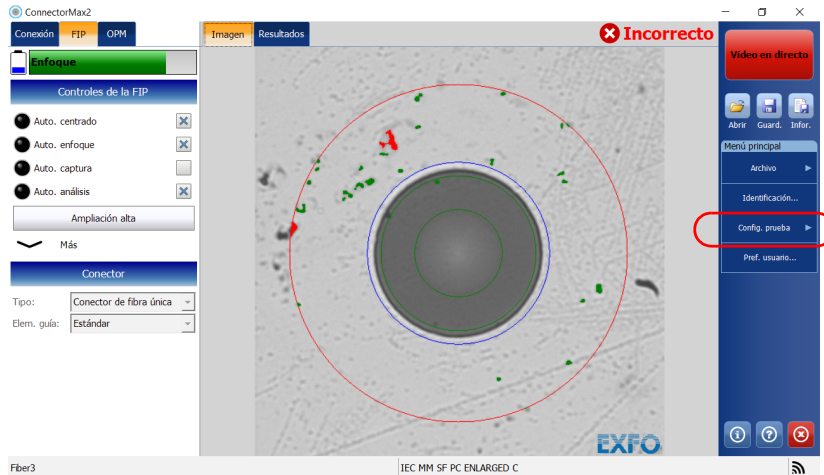 ConnectorMax2
Conexión FIP OPM
Enfoque
Controles de la FIP
Auto. centrado
Auto. enfoque
Auto. captura
Auto. análisis
Ampliación alta
Más
Conector
Tipo: Conector de fibra única
Elem. guía: Estándar
Imagen Resultados
Incorrecto
EXFO
Vídeo en directo
Abrir Guard. Infor.
Menú principal
Archivo
Identificación...
Config. prueba
Pref. usuario...
Fiber3
IEC MM SF PC ENLARGED C